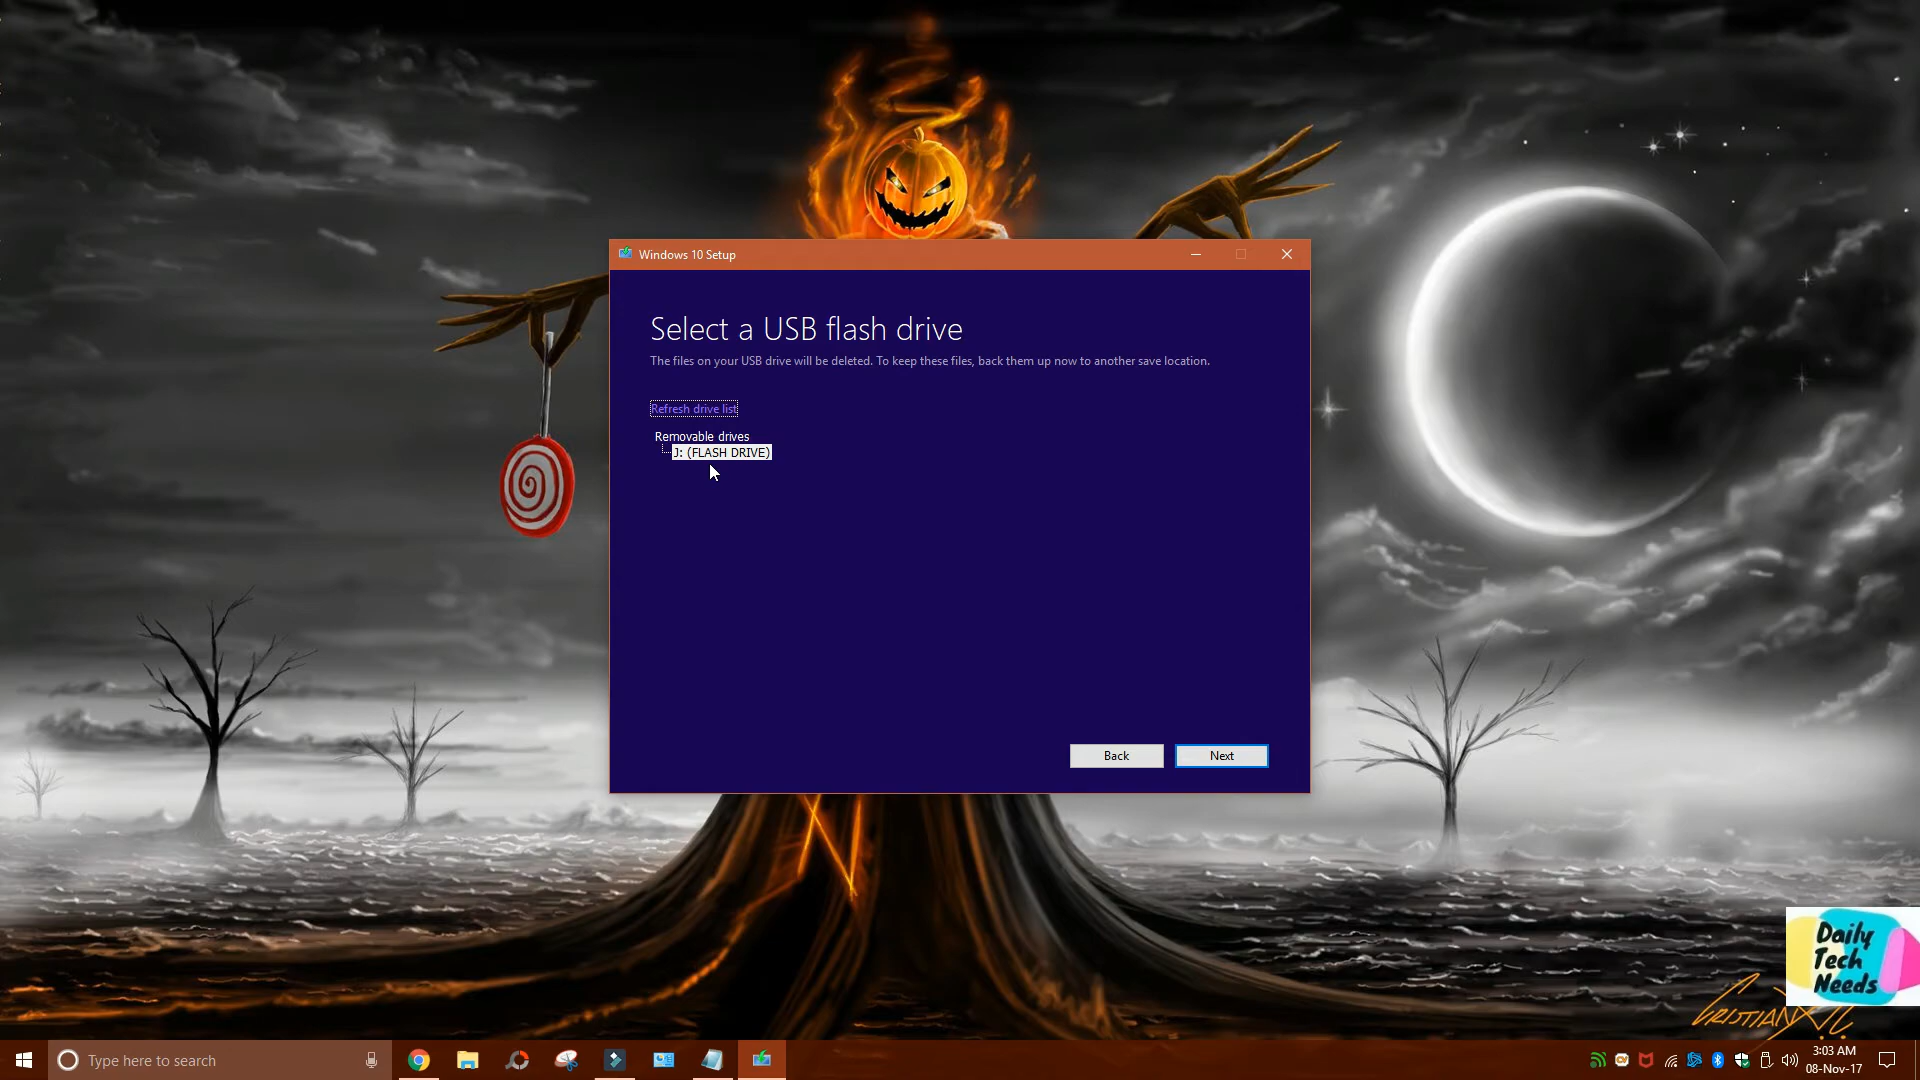 Windows 10 Setup
Select a USB flash drive
The files on your USB drive will be deleted. To keep these files, back them up now to another save location.
Refresh drive list
Removable drives
J: (FLASH DRIVE)
Back
Next
Daily
Tech
Needs
Type here to search
3:03 AM
08-Nov-17